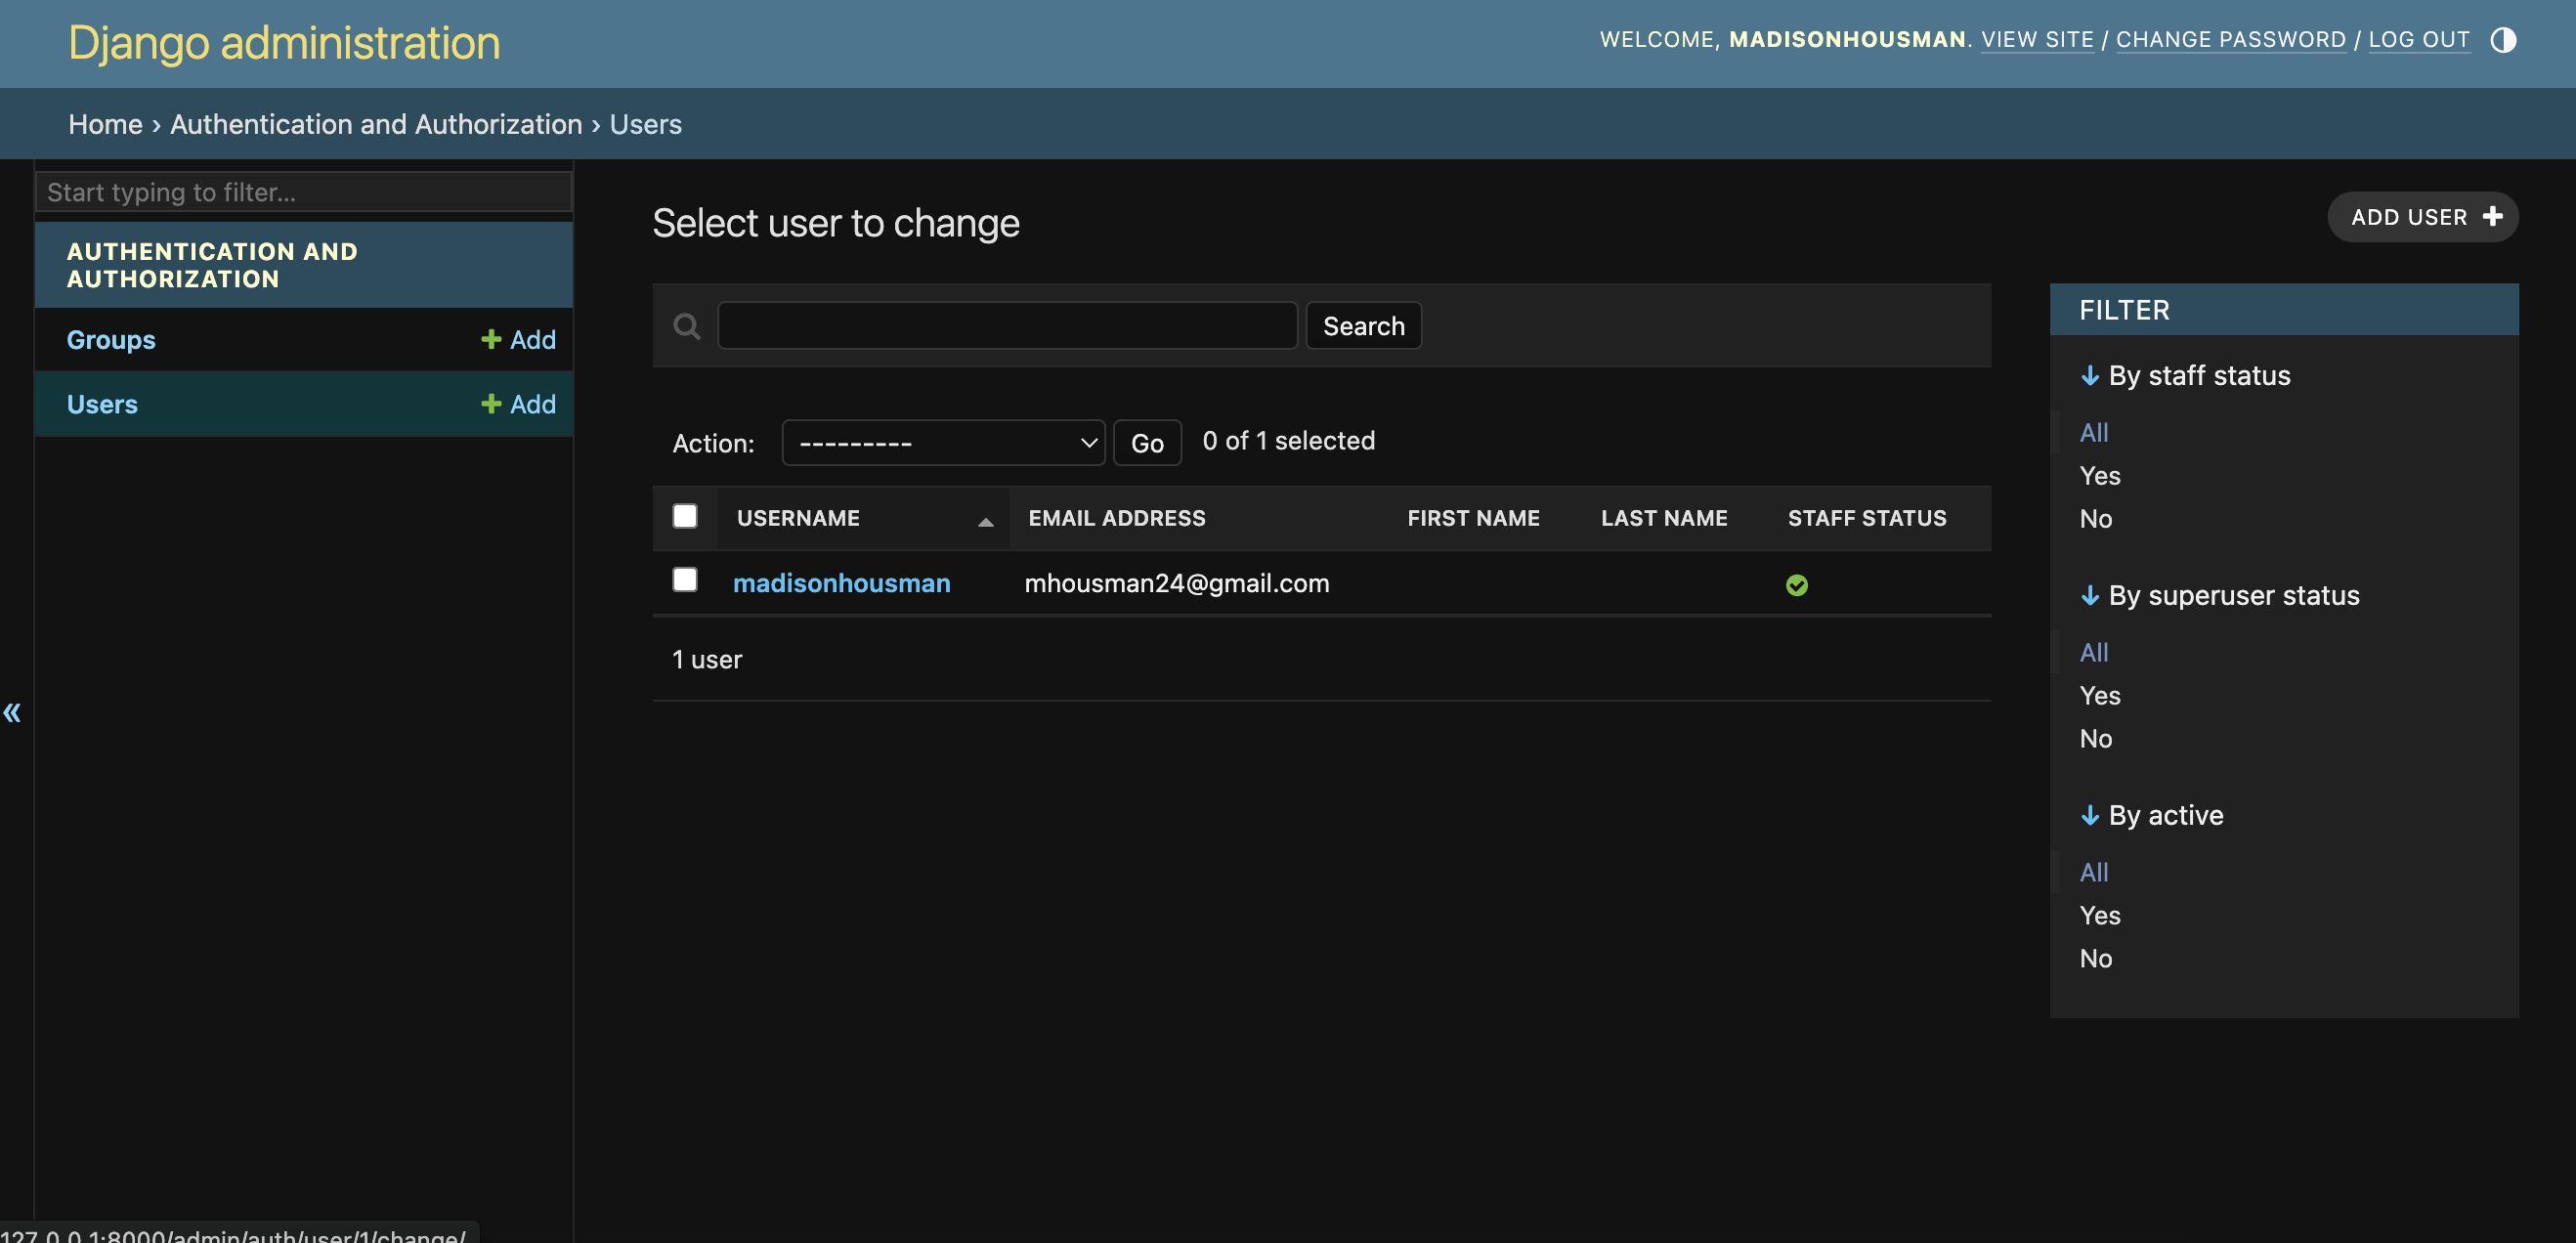 Django administration
WELCOME, MADISONHOUSMAN. VIEW SITE / CHANGE PASSWORD / LOG OUT
Home › Authentication and Authorization › Users
Start typing to filter...
AUTHENTICATION AND
AUTHORIZATION
Groups
+ Add
Users
+ Add
«
Select user to change
ADD USER +
Search
Action:
---------
Go
0 of 1 selected
USERNAME
EMAIL ADDRESS
FIRST NAME
LAST NAME
STAFF STATUS
madisonhousman
mhousman24@gmail.com
1 user
FILTER
↓ By staff status
All
Yes
No
↓ By superuser status
All
Yes
No
↓ By active
All
Yes
No
127.0.0.1:8000/admin/auth/user/1/change/